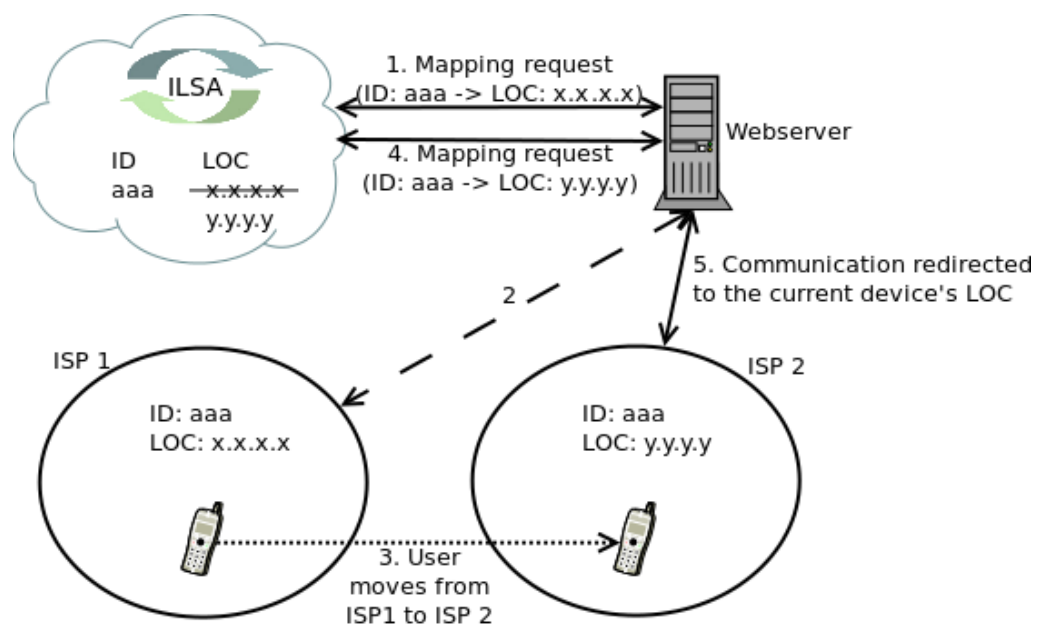 ILSA
ID LOC
aaa x.x.x.x
y.y.y.y
1. Mapping request
(ID: aaa -> LOC: x.x.x.x)
4. Mapping request
(ID: aaa -> LOC: y.y.y.y)
Webserver
2
5. Communication redirected
to the current device's LOC
ISP 1
ID: aaa
LOC: x.x.x.x
ISP 2
ID: aaa
LOC: y.y.y.y
3. User
moves from
ISP1 to ISP 2